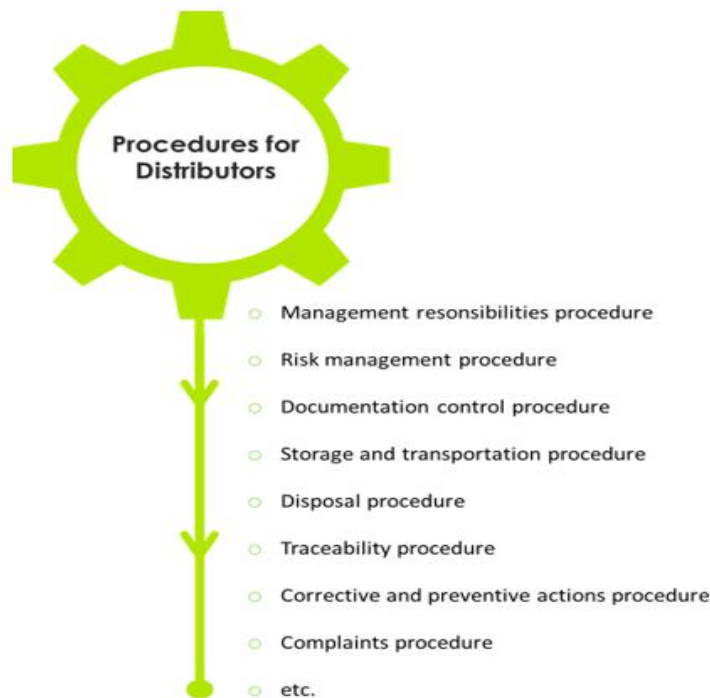 Procedures for
Distributors
Management resonsibilities procedure
Risk management procedure
Documentation control procedure
Storage and transportation procedure
Disposal procedure
Traceability procedure
Corrective and preventive actions procedure
Complaints procedure
etc.